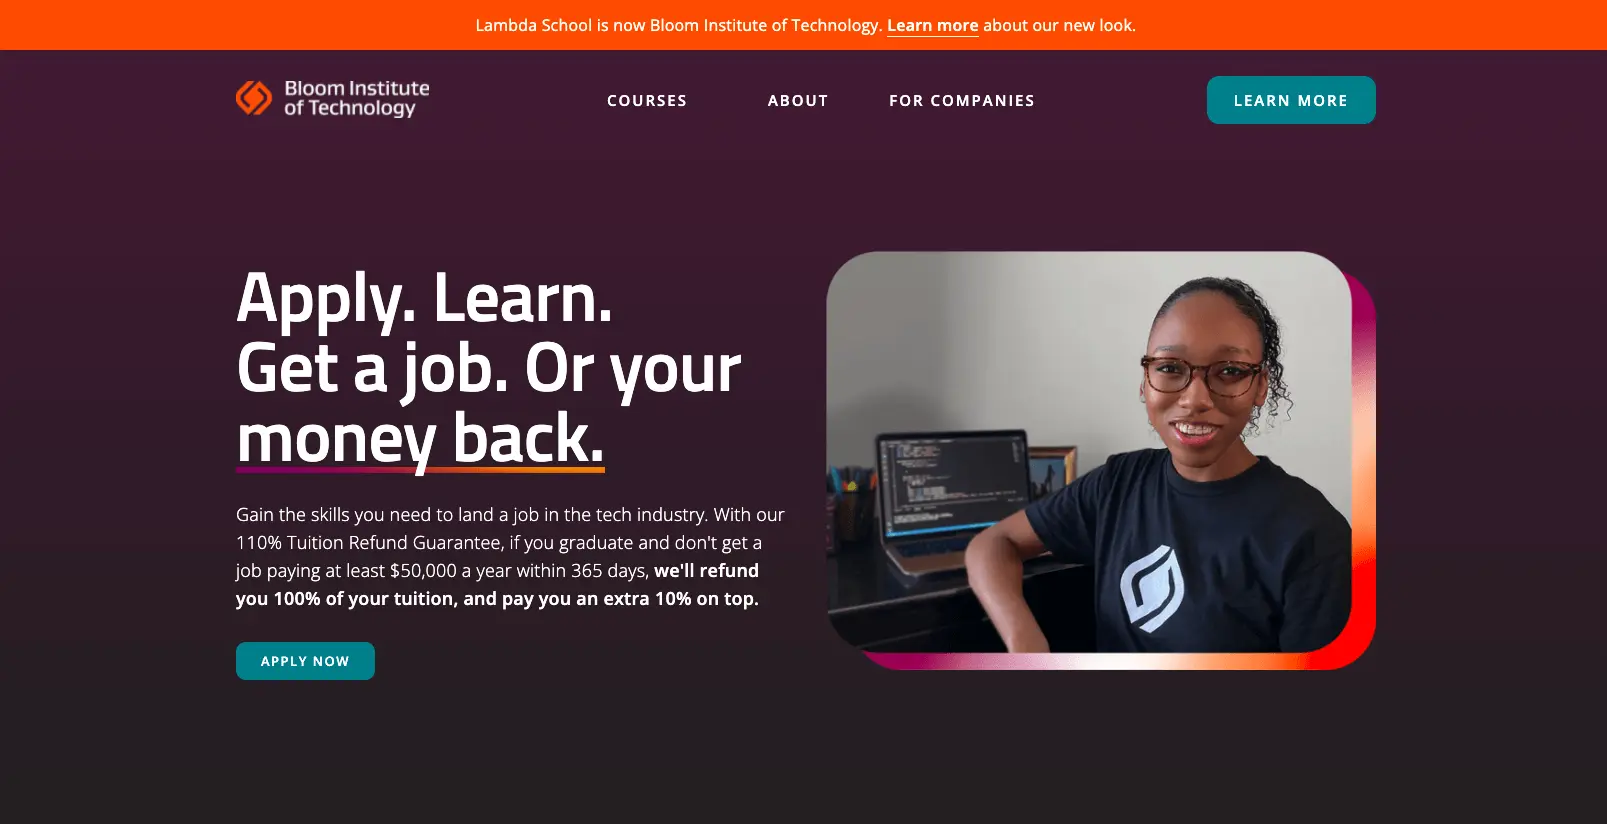 Lambda School is now Bloom Institute of Technology. Learn more about our new look.
Bloom Institute
of Technology
COURSES
ABOUT
FOR COMPANIES
LEARN MORE
Apply. Learn.
Get a job. Or your
money back.
Gain the skills you need to land a job in the tech industry. With our
110% Tuition Refund Guarantee, if you graduate and don't get a
job paying at least $50,000 a year within 365 days, we'll refund
you 100% of your tuition, and pay you an extra 10% on top.
APPLY NOW